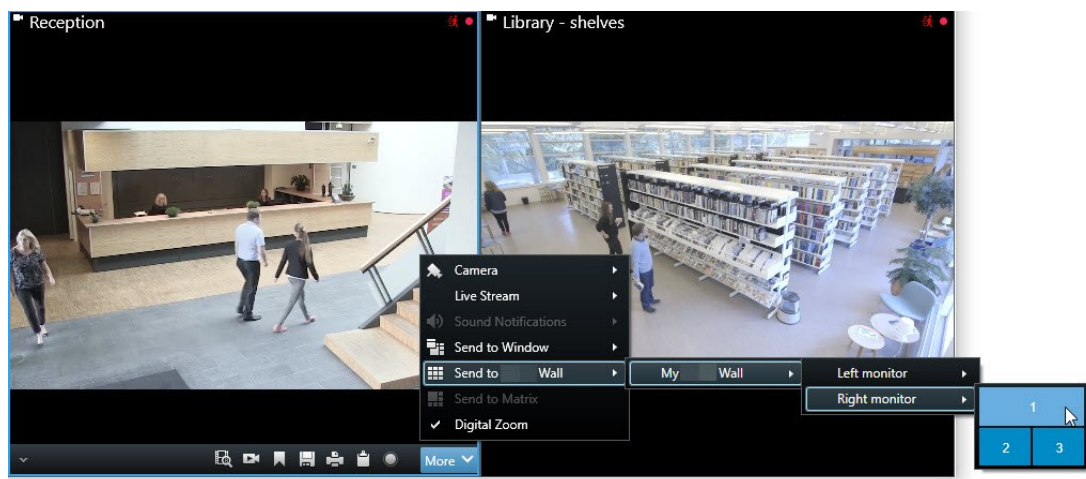 Reception
Library - shelves
Camera
Live Stream
Sound Notifications
Send to Window
Send to Wall
My Wall
Left monitor
Send to Matrix
Right monitor
Digital Zoom
1
2 3
More